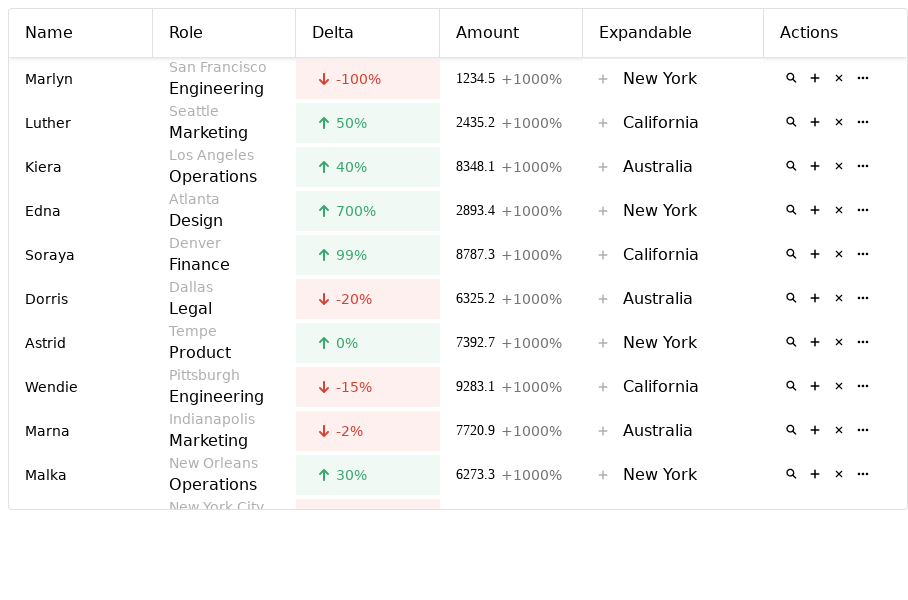 Name Role Delta Amount Expandable Actions
San Francisco
Marlyn Engineering -100% 1234.5 +1000% New York
Seattle
Luther Marketing 50% 2435.2 +1000% California
Los Angeles
Kiera Operations 40% 8348.1 +1000% Australia
Atlanta
Edna Design 700% 2893.4 +1000% New York
Denver
Soraya Finance 99% 8787.3 +1000% California
Dallas
Dorris Legal -20% 6325.2 +1000% Australia
Tempe
Astrid Product 0% 7392.7 +1000% New York
Pittsburgh
Wendie Engineering -15% 9283.1 +1000% California
Indianapolis
Marna Marketing -2% 7720.9 +1000% Australia
New Orleans
Malka Operations 30% 6273.3 +1000% New York
New York City